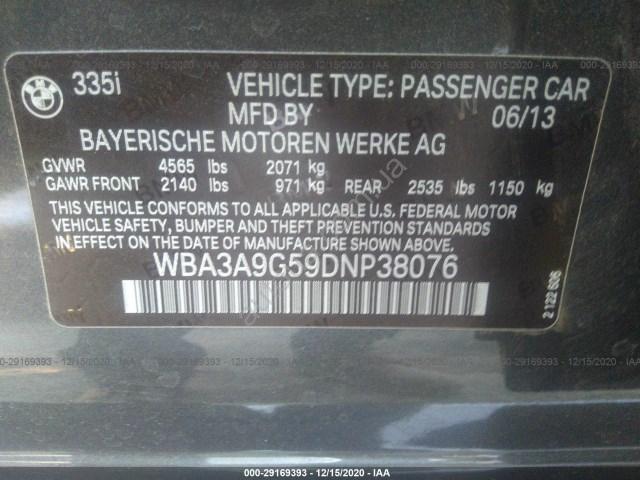 BMW 335i VEHICLE TYPE: PASSENGER CAR
MFD BY 06/13
BAYERISCHE MOTOREN WERKE AG
GVWR 4565 lbs 2071 kg
GAWR FRONT 2140 lbs 971 kg REAR 2535 lbs 1150 kg
THIS VEHICLE CONFORMS TO ALL APPLICABLE U.S. FEDERAL MOTOR
VEHICLE SAFETY, BUMPER AND THEFT PREVENTION STANDARDS
IN EFFECT ON THE DATE OF MANUFACTURE SHOWN ABOVE.
WBA3A9G59DNP38076
2 122 606
000-29169393 - 12/15/2020 - IAA